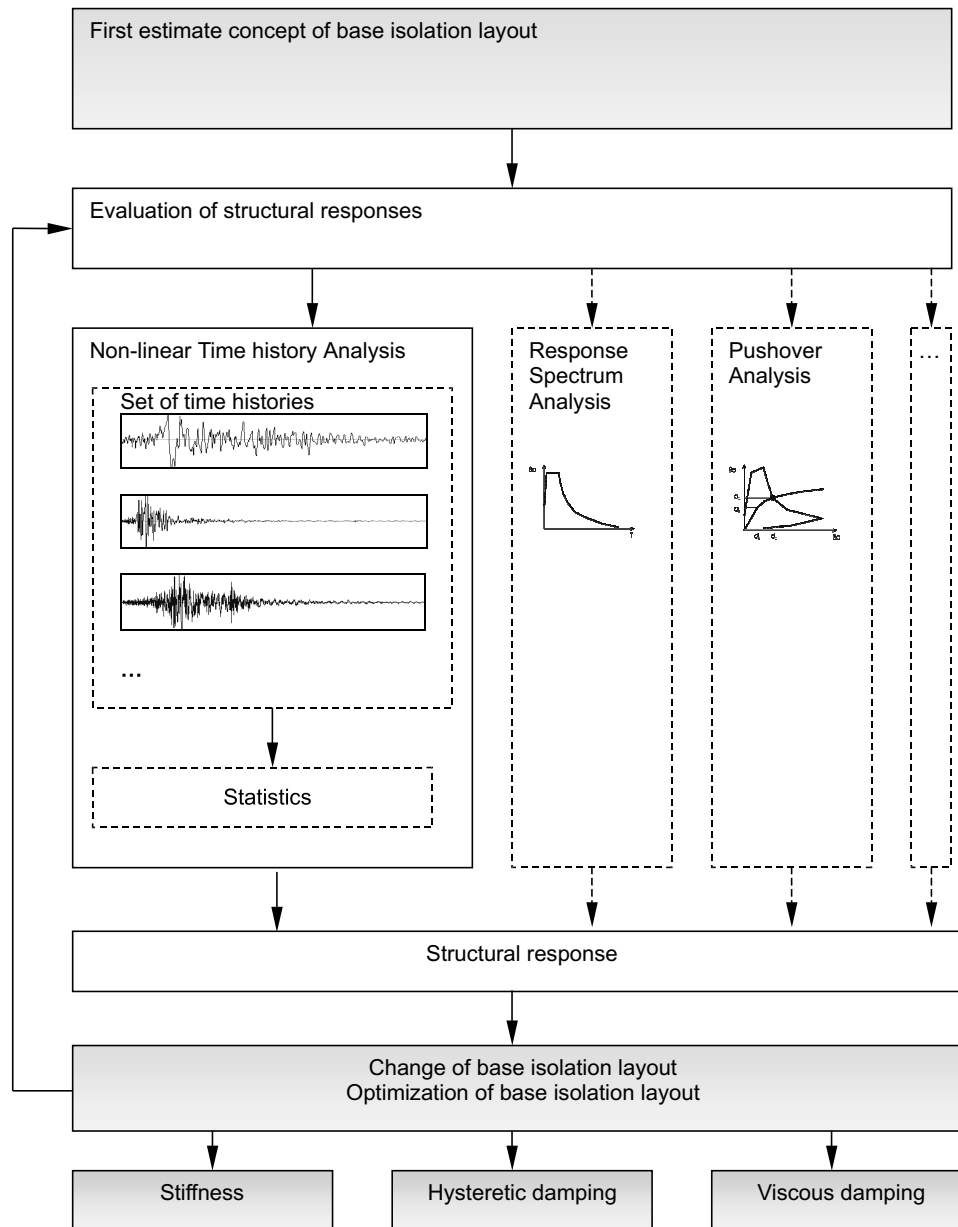 First estimate concept of base isolation layout
Evaluation of structural responses
Non-linear Time history Analysis
Set of time histories
...
Statistics
Response
Spectrum
Analysis
T
Pushover
Analysis
...
Structural response
Change of base isolation layout
Optimization of base isolation layout
Stiffness
Hysteretic damping
Viscous damping